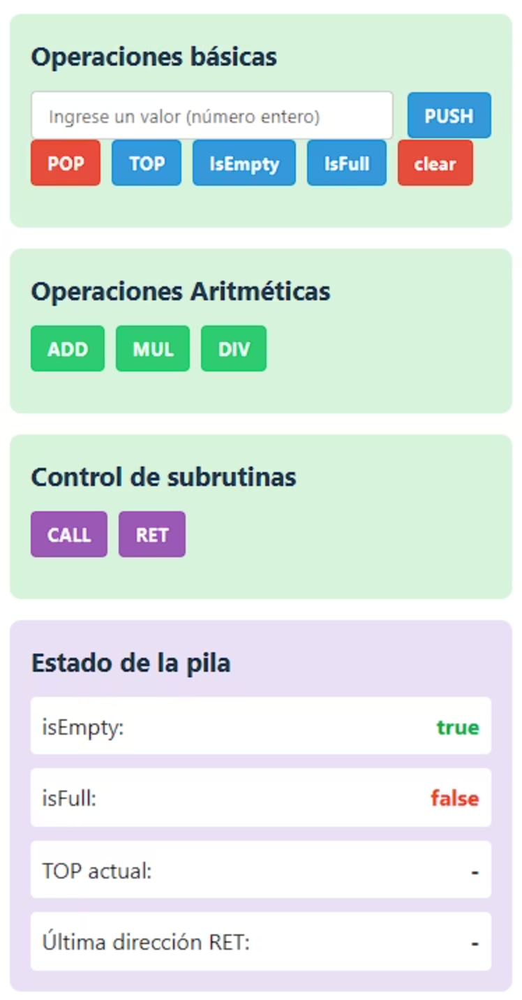 Operaciones básicas
Ingrese un valor (número entero) PUSH
POP TOP IsEmpty IsFull clear
Operaciones Aritméticas
ADD MUL DIV
Control de subrutinas
CALL RET
Estado de la pila
isEmpty: true
isFull: false
TOP actual: -
Última dirección RET: -